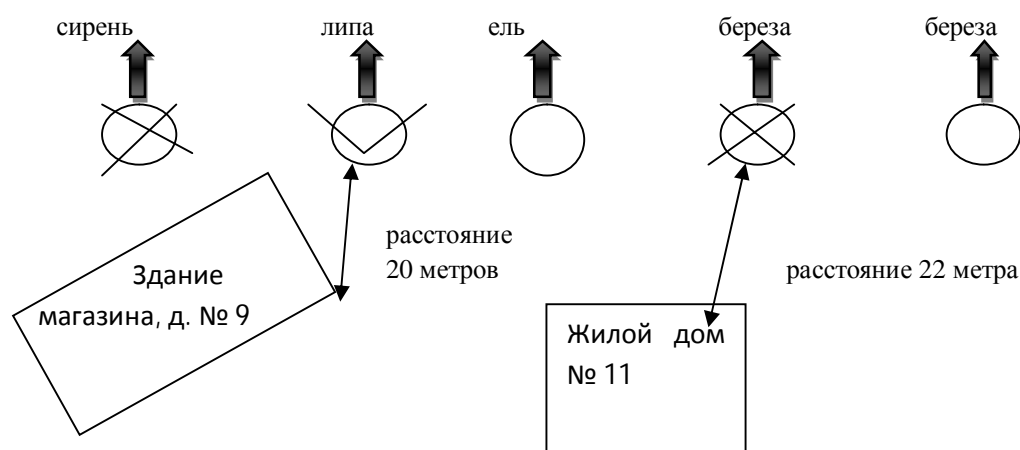 сирень
липа
ель
береза
береза
расстояние
20 метров
Здание
магазина, д. № 9
расстояние 22 метра
Жилой дом
№ 11